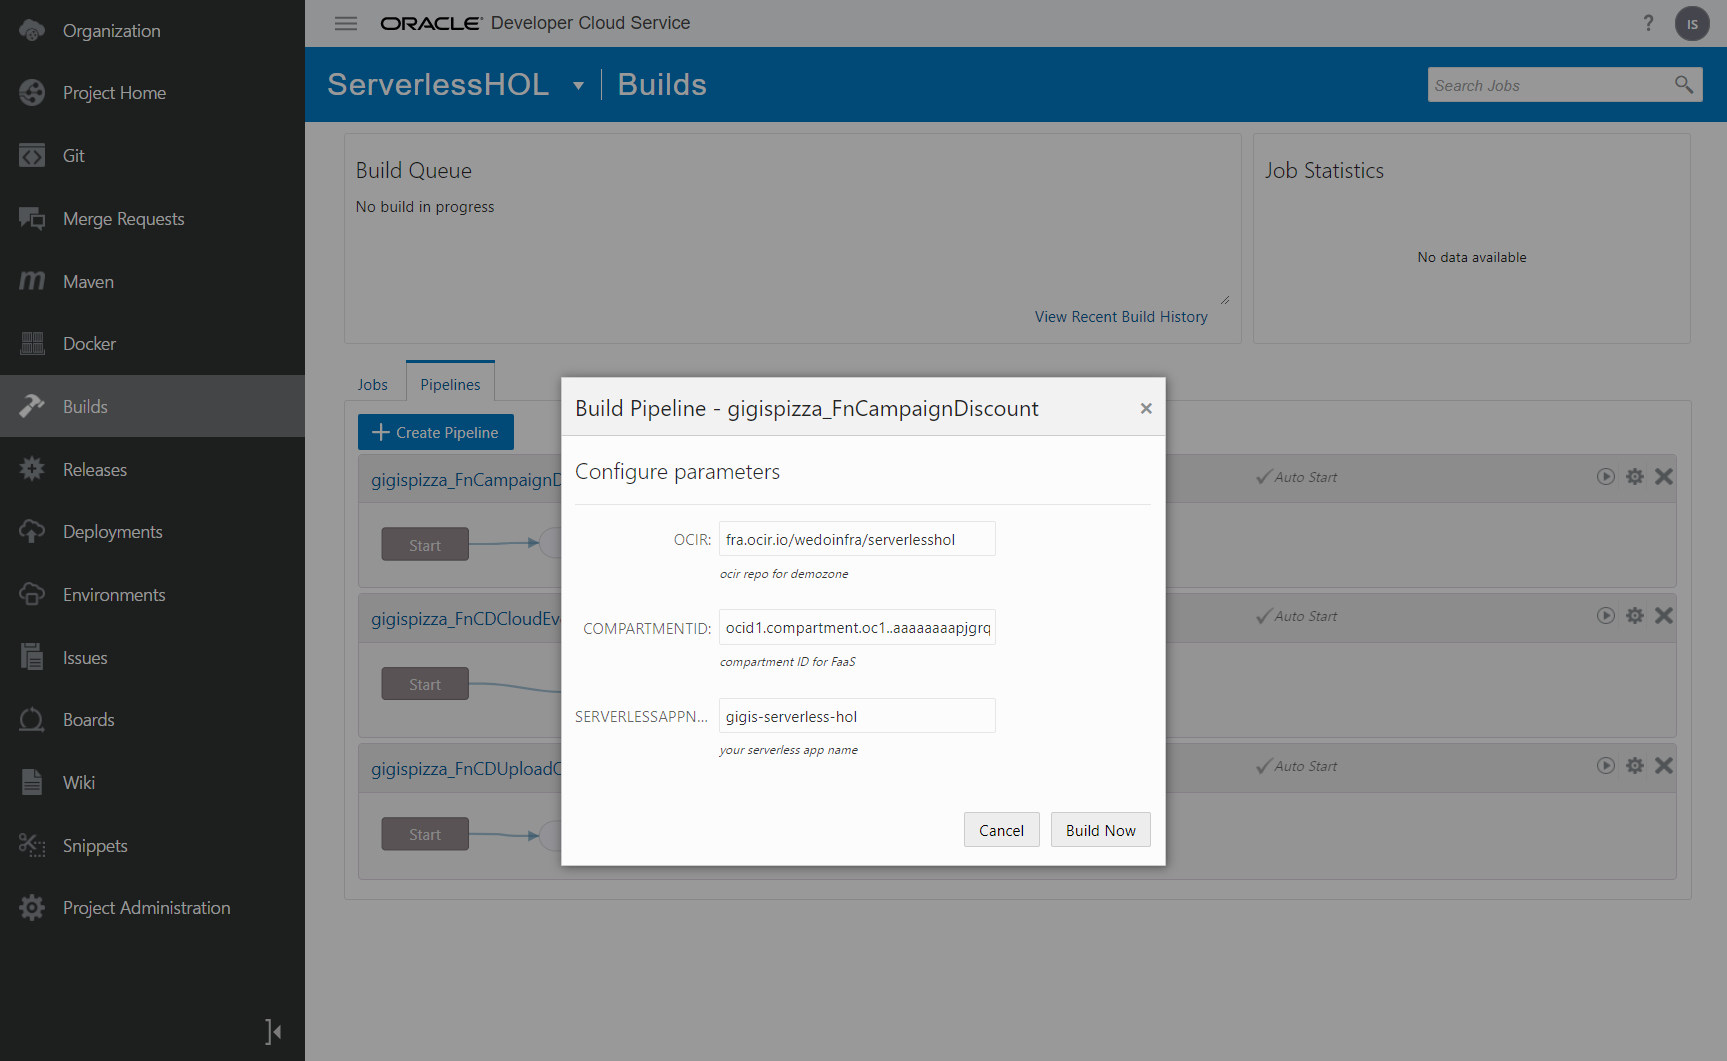 Organization
Project Home
Git
Merge Requests
Maven
Docker
Builds
Releases
Deployments
Environments
Issues
Boards
Wiki
Snippets
Project Administration
ORACLE Developer Cloud Service
? IS
ServerlessHOL Builds
Search Jobs
Build Queue
No build in progress
View Recent Build History
Job Statistics
No data available
Jobs Pipelines
Create Pipeline
gigispizza_FnCampaignD
Auto Start
Start
gigispizza_FnCDCloudEv
Auto Start
Start
gigispizza_FnCDUploadC
Auto Start
Start
Build Pipeline - gigispizza_FnCampaignDiscount
Configure parameters
OCIR: fra.ocir.io/wedoinfra/serverlesshol
ocir repo for demozone
COMPARTMENTID: ocid1.compartment.oc1..aaaaaaaapjgrq
compartment ID for FaaS
SERVERLESSAPPN... gigis-serverless-hol
your serverless app name
Cancel Build Now